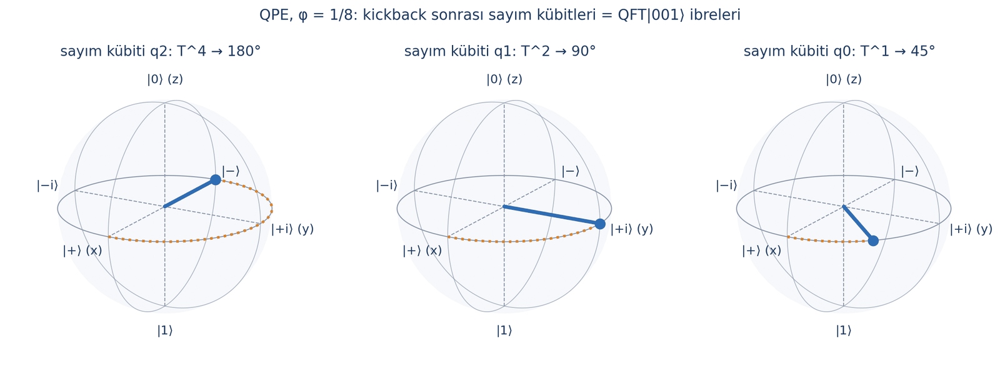 QPE, φ = 1/8: kickback sonrası sayım kübitleri = QFT|001⟩ ibreleri
sayım kübiti q2: T^4 → 180°
|0⟩ (z)
|−i⟩
|−⟩
|+i⟩ (y)
|+⟩ (x)
|1⟩
sayım kübiti q1: T^2 → 90°
|0⟩ (z)
|−i⟩
|−⟩
|+i⟩ (y)
|+⟩ (x)
|1⟩
sayım kübiti q0: T^1 → 45°
|0⟩ (z)
|−i⟩
|−⟩
|+i⟩ (y)
|+⟩ (x)
|1⟩